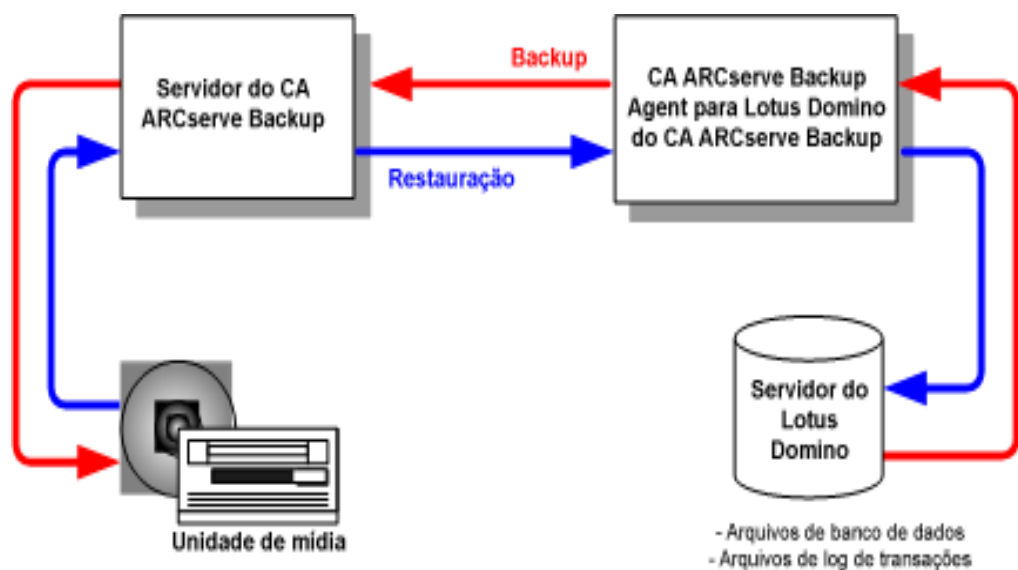 Servidor do CA
ARCserve Backup
Backup
Restauração
CA ARCserve Backup
Agent para Lotus Domino
do CA ARCserve Backup
Unidade de mídia
Servidor do
Lotus
Domino
- Arquivos de banco de dados
- Arquivos de log de transações